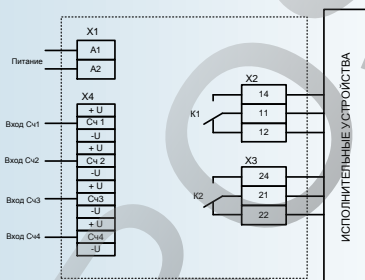 X1
Питание
A1
A2
X4
+ U
Вход Сч1
Сч 1
-U
+ U
Вход Сч2
Сч 2
-U
+ U
Вход Сч3
Сч3
-U
+ U
Вход Сч4
Сч4
-U
X2
14
K1
11
12
X3
24
K2
21
22
ИСПОЛНИТЕЛЬНЫЕ УСТРОЙСТВА